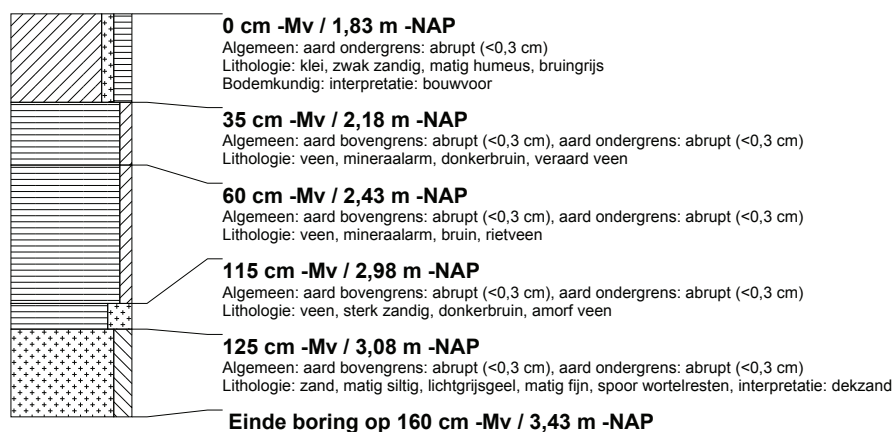 0 cm -Mv / 1,83 m -NAP
Algemeen: aard ondergrens: abrupt (<0,3 cm)
Lithologie: klei, zwak zandig, matig humeus, bruingrijs
Bodemkundig: interpretatie: bouwvoor
35 cm -Mv / 2,18 m -NAP
Algemeen: aard bovengrens: abrupt (<0,3 cm), aard ondergrens: abrupt (<0,3 cm)
Lithologie: veen, mineraalarm, donkerbruin, veraard veen
60 cm -Mv / 2,43 m -NAP
Algemeen: aard bovengrens: abrupt (<0,3 cm), aard ondergrens: abrupt (<0,3 cm)
Lithologie: veen, mineraalarm, bruin, rietveen
115 cm -Mv / 2,98 m -NAP
Algemeen: aard bovengrens: abrupt (<0,3 cm), aard ondergrens: abrupt (<0,3 cm)
Lithologie: veen, sterk zandig, donkerbruin, amorf veen
125 cm -Mv / 3,08 m -NAP
Algemeen: aard bovengrens: abrupt (<0,3 cm), aard ondergrens: abrupt (<0,3 cm)
Lithologie: zand, matig siltig, lichtgrijsgeel, matig fijn, spoor wortelresten, interpretatie: dekzand
Einde boring op 160 cm -Mv / 3,43 m -NAP